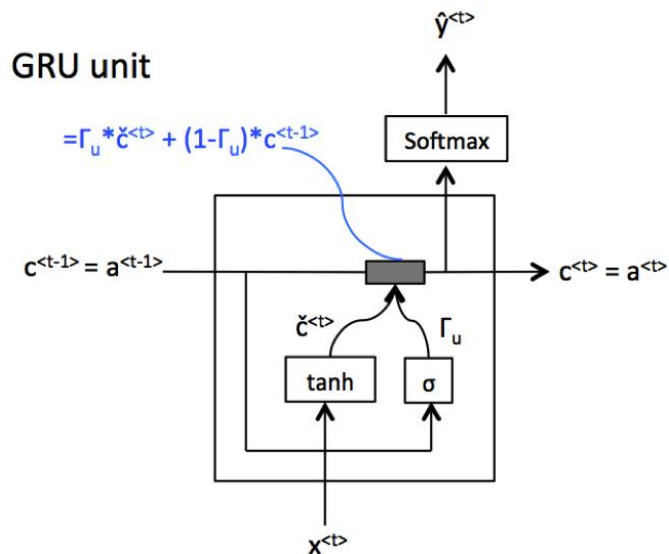 ŷ<t>
GRU unit
=Γu*č<t> + (1-Γu)*c<t-1>
Softmax
c<t-1> = a<t-1>
c<t> = a<t>
č<t>
Γu
tanh
σ
x<t>